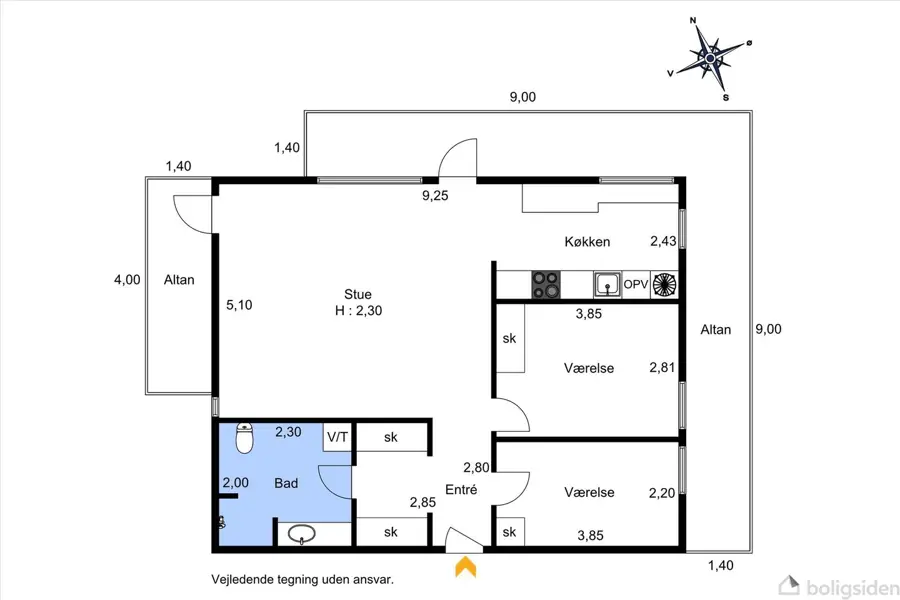 N
Ø
V
S
9,00
1,40
1,40
9,25
Køkken
2,43
4,00
Altan
Stue
H : 2,30
5,10
OPV
3,85
sk
Altan
9,00
Værelse
2,81
2,30
V/T
sk
2,80
2,00
Bad
Entré
2,85
Værelse
2,20
sk
sk
3,85
1,40
Vejledende tegning uden ansvar.
boligsiden